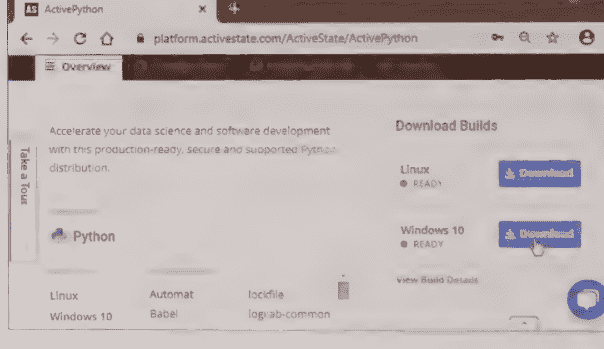 AS ActivePython
platform.activestate.com/ActiveState/ActivePython
Overview
Accelerate your data science and software development
with this production-ready, secure and supported Python
distribution.
Take a Tour
Python
Linux Automat lockfile
Windows 10 Babel logilab-common
Download Builds
Linux
READY
Download
Windows 10
READY
Download
View Build Details